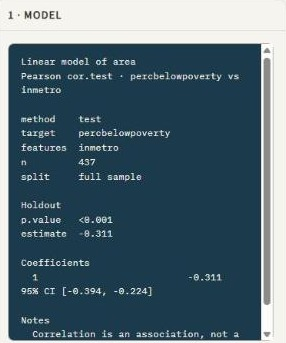 1 · MODEL
Linear model of area
Pearson cor.test · percbelowpoverty vs
inmetro
method test
target percbelowpoverty
features inmetro
n 437
split full sample
Holdout
p.value <0.001
estimate -0.311
Coefficients
1 -0.311
95% CI [-0.394, -0.224]
Notes
Correlation is an association, not a